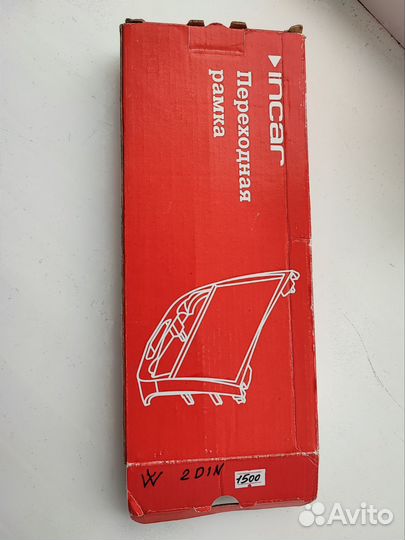 incar
Переходная
рамка
W 2DIN
1500
Avito